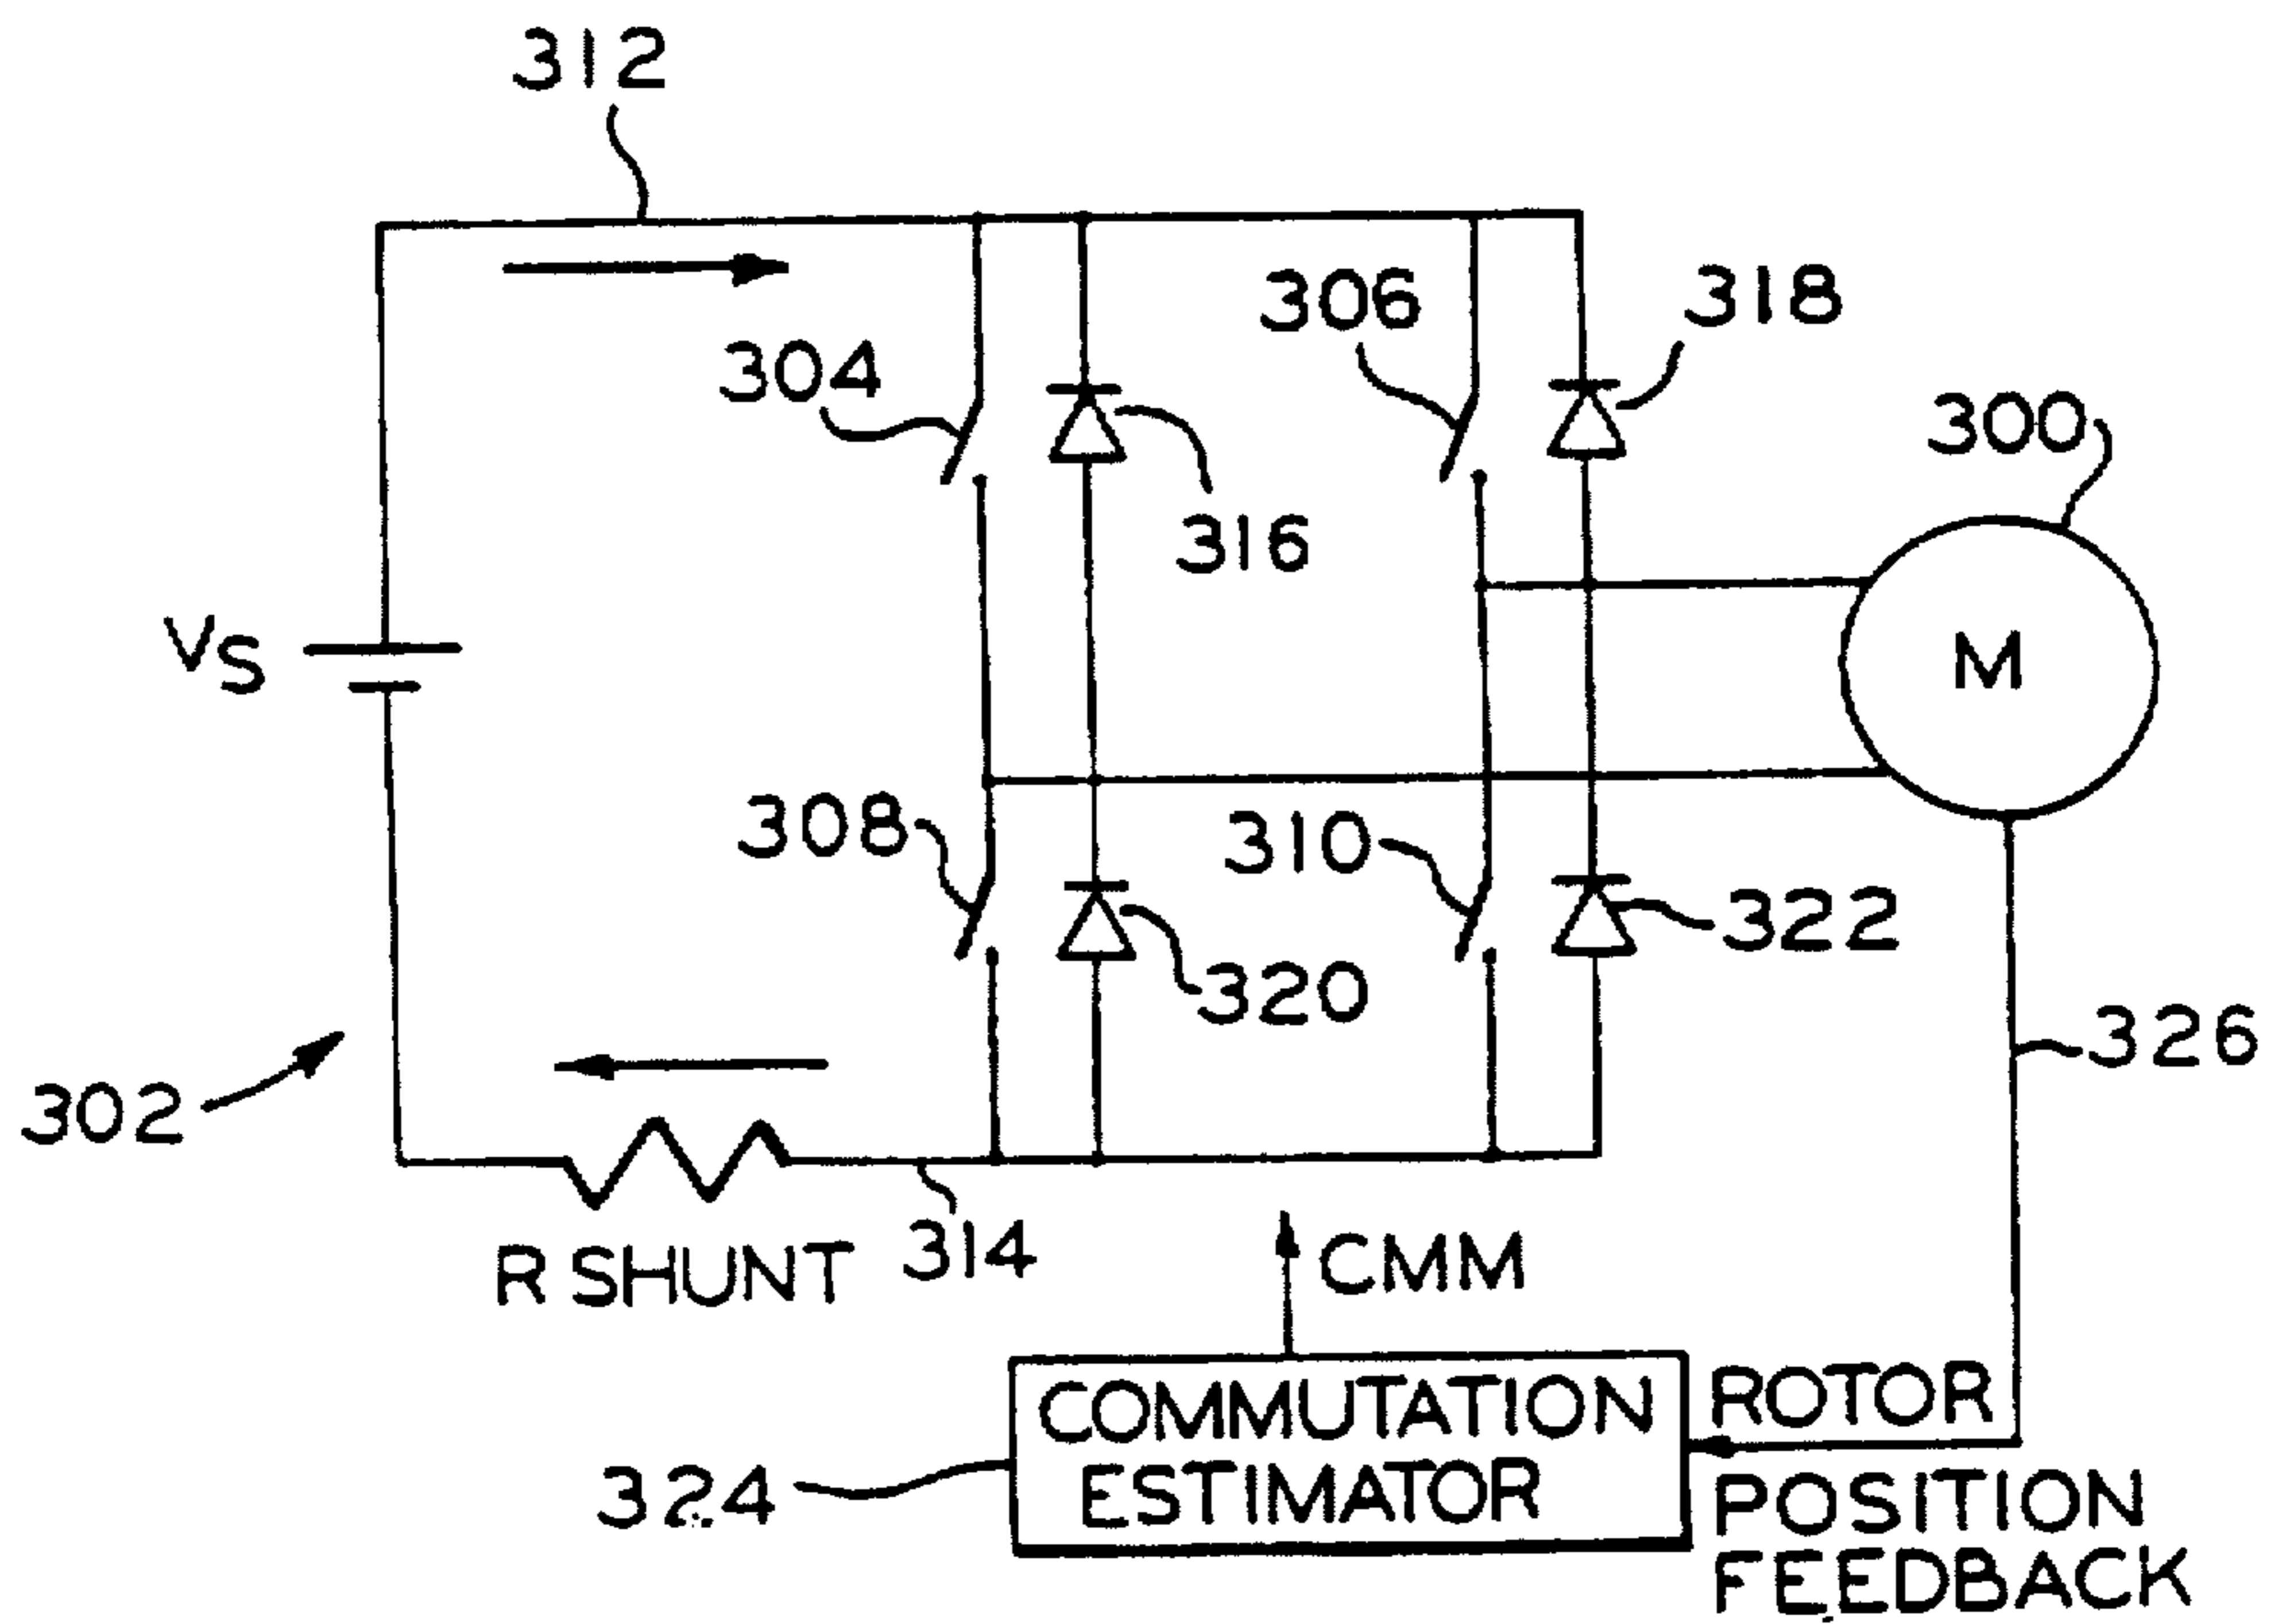 312
304
306
318
300
316
VS
M
308
310
322
320
326
302
R SHUNT
314
CMM
COMMUTATION
ESTIMATOR
324
ROTOR
POSITION
FEEDBACK